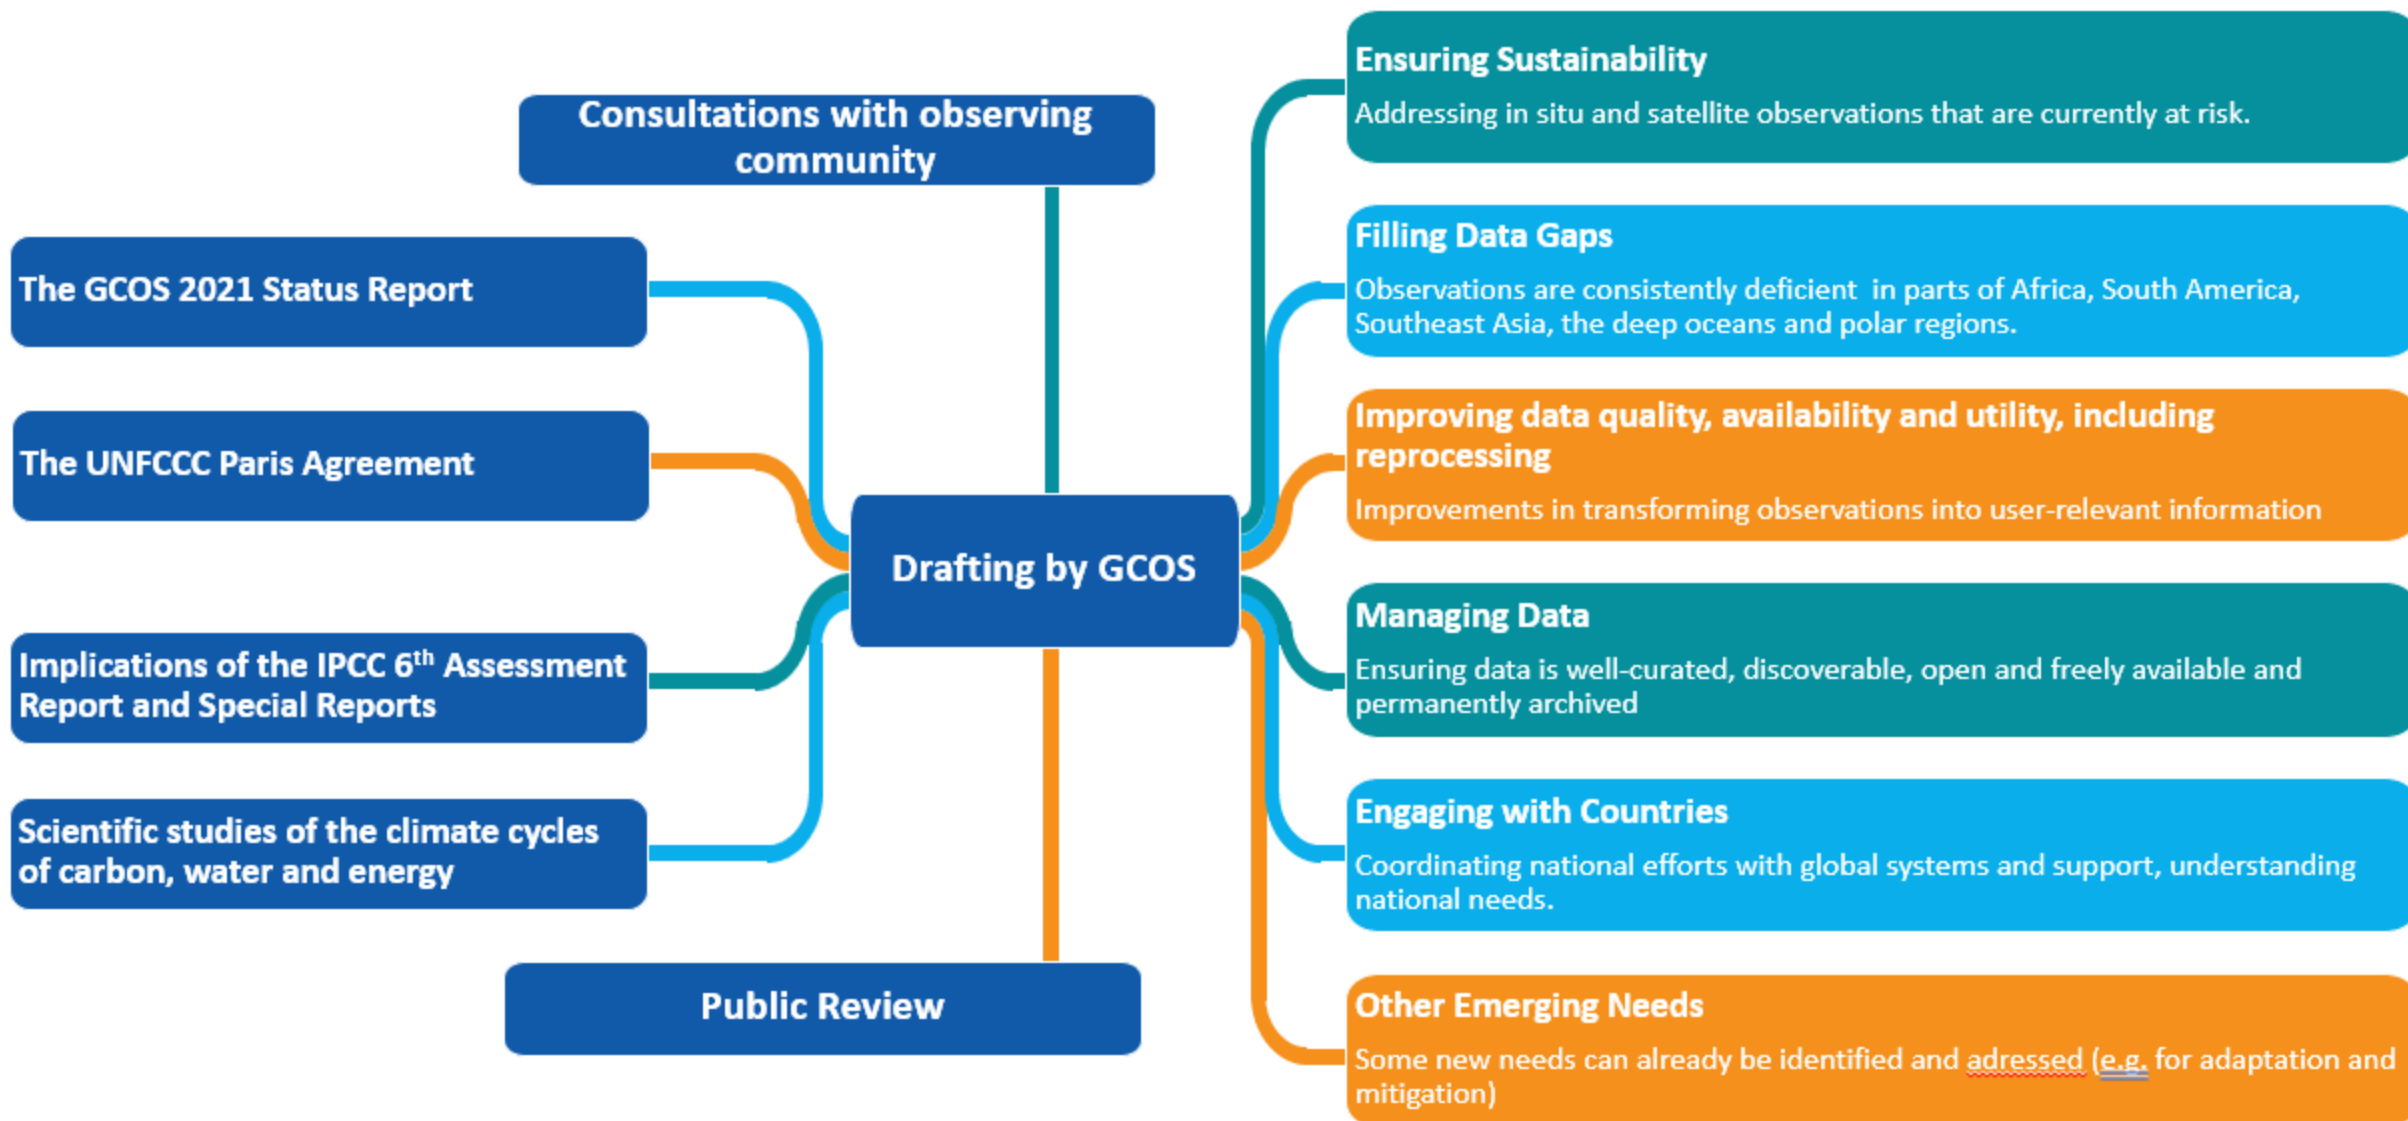 Consultations with observing
community
The GCOS 2021 Status Report
The UNFCCC Paris Agreement
Implications of the IPCC 6th Assessment
Report and Special Reports
Scientific studies of the climate cycles
of carbon, water and energy
Drafting by GCOS
Public Review
Ensuring Sustainability
Addressing in situ and satellite observations that are currently at risk.
Filling Data Gaps
Observations are consistently deficient in parts of Africa, South America,
Southeast Asia, the deep oceans and polar regions.
Improving data quality, availability and utility, including
reprocessing
Improvements in transforming observations into user-relevant information
Managing Data
Ensuring data is well-curated, discoverable, open and freely available and
permanently archived
Engaging with Countries
Coordinating national efforts with global systems and support, understanding
national needs.
Other Emerging Needs
Some new needs can already be identified and adressed (e.g. for adaptation and
mitigation)